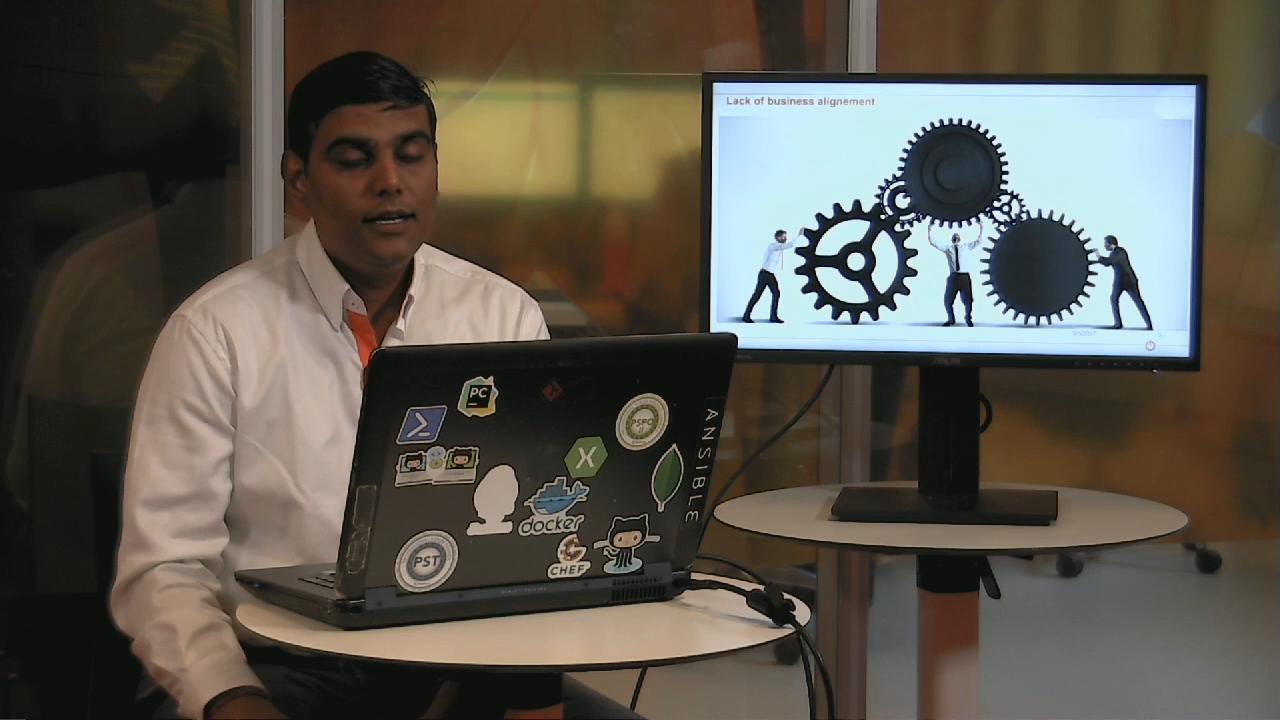 Lack of business alignement
PC
PSPO
X
ANSIBLE
docker
PST
CHEF